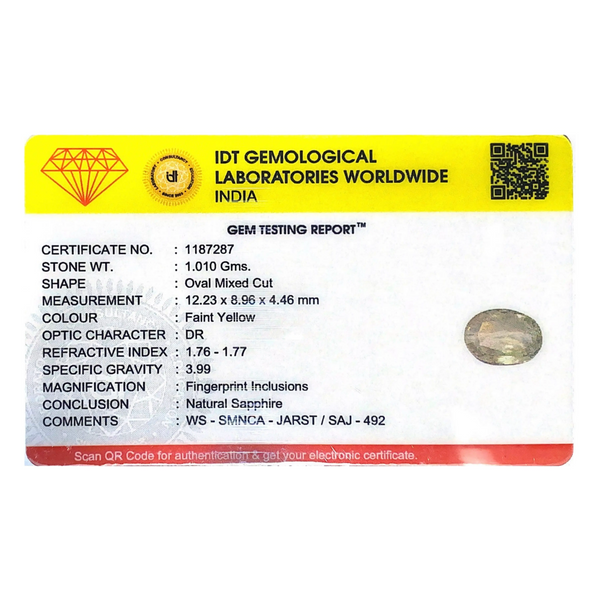 IDT GEMOLOGICAL
LABORATORIES WORLDWIDE
INDIA
idt
GEM TESTING REPORT™
CERTIFICATE NO. : 1187287
STONE WT. : 1.010 Gms.
SHAPE : Oval Mixed Cut
MEASUREMENT : 12.23 x 8.96 x 4.46 mm
COLOUR : Faint Yellow
OPTIC CHARACTER : DR
REFRACTIVE INDEX : 1.76 - 1.77
SPECIFIC GRAVITY : 3.99
MAGNIFICATION : Fingerprint Inclusions
CONCLUSION : Natural Sapphire
COMMENTS : WS - SMNCA - JARST / SAJ - 492
Scan QR Code for authentication & get your electronic certificate.